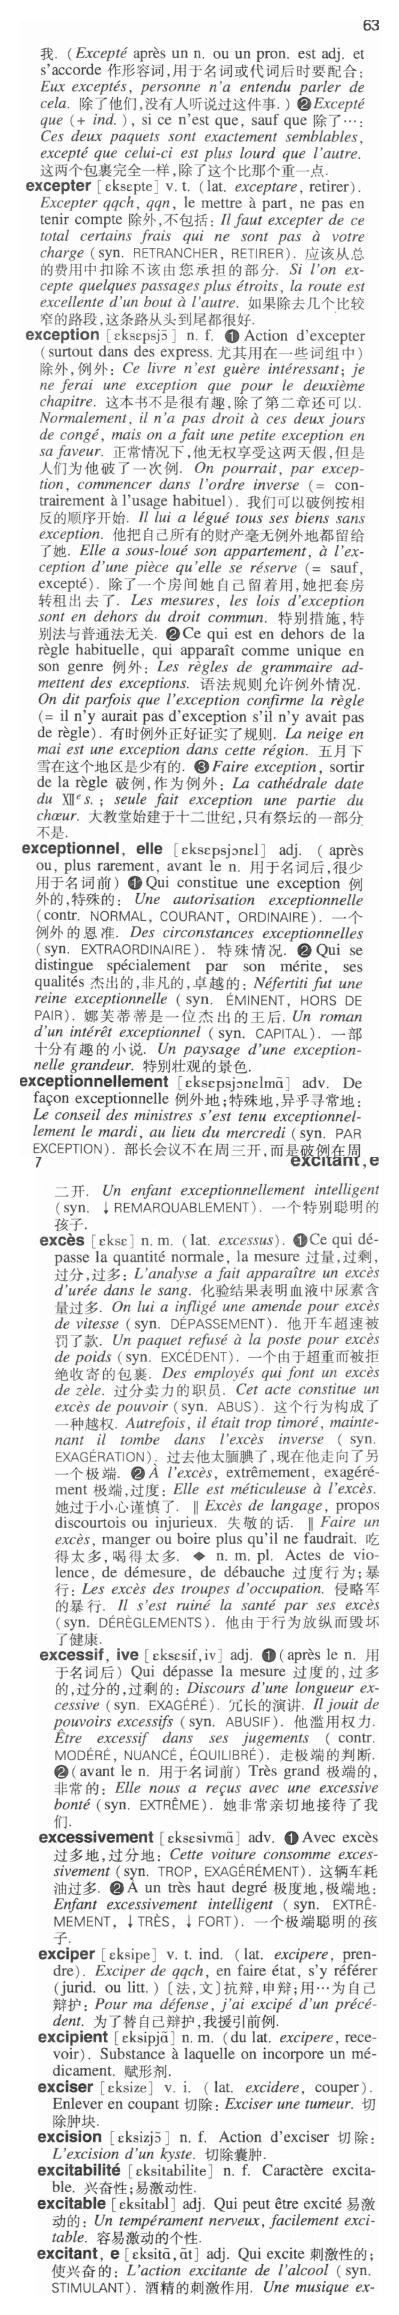 63
我. (Excepté après un n. ou un pron. est adj. et
s'accorde 作形容词,用于名词或代词后时要配合:
Eux exceptés, personne n'a entendu parler de
cela. 除了他们,没有人听说过这件事.) ❷Excepté
que (+ ind.), si ce n'est que, sauf que 除了…:
Ces deux paquets sont exactement semblables,
excepté que celui-ci est plus lourd que l'autre.
这两个包裹完全一样,除了这个比那个重一点.
excepter [ɛksɛpte] v. t. (lat. exceptare, retirer).
Excepter qqch, qqn, le mettre à part, ne pas en
tenir compte 除外,不包括: Il faut excepter de ce
total certains frais qui ne sont pas à votre
charge (syn. RETRANCHER, RETIRER). 应该从总
的费用中扣除不该由您承担的部分. Si l'on ex-
cepte quelques passages plus étroits, la route est
excellente d'un bout à l'autre. 如果除去几个比较
窄的路段,这条路从头到尾都很好.
exception [ɛksɛpsjɔ̃] n. f. ❶ Action d'excepter
(surtout dans des express. 尤其用在一些词组中)
除外,例外: Ce livre n'est guère intéressant; je
ne ferai une exception que pour le deuxième
chapitre. 这本书不是很有趣,除了第二章还可以.
Normalement, il n'a pas droit à ces deux jours
de congé, mais on a fait une petite exception en
sa faveur. 正常情况下,他无权享受这两天假,但是
人们为他破了一次例. On pourrait, par excep-
tion, commencer dans l'ordre inverse (= con-
trairement à l'usage habituel). 我们可以破例按相
反的顺序开始. Il lui a légué tous ses biens sans
exception. 他把自己所有的财产毫无例外地都留给
了她. Elle a sous-loué son appartement, à l'ex-
ception d'une pièce qu'elle se réserve (= sauf,
excepté). 除了一个房间她自己留着用,她把套房
转租出去了. Les mesures, les lois d'exception
sont en dehors du droit commun. 特别措施,特
别法与普通法无关. ❷Ce qui est en dehors de la
règle habituelle, qui apparaît comme unique en
son genre 例外: Les règles de grammaire ad-
mettent des exceptions. 语法规则允许例外情况.
On dit parfois que l'exception confirme la règle
(= il n'y aurait pas d'exception s'il n'y avait pas
de règle). 有时例外正好证实了规则. La neige en
mai est une exception dans cette région. 五月下
雪在这个地区是少有的. ❸Faire exception, sortir
de la règle 破例,作为例外: La cathédrale date
du XIIᵉ s. ; seule fait exception une partie du
chœur. 大教堂始建于十二世纪,只有祭坛的一部分
不是.
exceptionnel, elle [ɛksɛpsjɔnɛl] adj. (après
ou, plus rarement, avant le n. 用于名词后,很少
用于名词前) ❶Qui constitue une exception 例
外的,特殊的: Une autorisation exceptionnelle
(contr. NORMAL, COURANT, ORDINAIRE). 一个
例外的恩准. Des circonstances exceptionnelles
(syn. EXTRAORDINAIRE). 特殊情况. ❷ Qui se
distingue spécialement par son mérite, ses
qualités 杰出的,非凡的,卓越的: Néfertiti fut une
reine exceptionnelle (syn. ÉMINENT, HORS DE
PAIR). 娜芙蒂蒂是一位杰出的王后. Un roman
d'un intérêt exceptionnel (syn. CAPITAL). 一部
十分有趣的小说. Un paysage d'une exception-
nelle grandeur. 特别壮观的景色.
exceptionnellement [ɛksɛpsjɔnɛlmɑ̃] adv. De
façon exceptionnelle 例外地;特殊地,异乎寻常地:
Le conseil des ministres s'est tenu exceptionnel-
lement le mardi, au lieu du mercredi (syn. PAR
EXCEPTION). 部长会议不在周三开,而是破例在周
7 excitant, e
二开. Un enfant exceptionnellement intelligent
(syn. ↓REMARQUABLEMENT). 一个特别聪明的
孩子.
excès [ɛksɛ] n. m. (lat. excessus). ❶Ce qui dé-
passe la quantité normale, la mesure 过量,过剩,
过分,过多: L'analyse a fait apparaître un excès
d'urée dans le sang. 化验结果表明血液中尿素含
量过多. On lui a infligé une amende pour excès
de vitesse (syn. DÉPASSEMENT). 他开车超速被
罚了款. Un paquet refusé à la poste pour excès
de poids (syn. EXCÉDENT). 一个由于超重而被拒
绝收寄的包裹. Des employés qui font un excès
de zèle. 过分卖力的职员. Cet acte constitue un
excès de pouvoir (syn. ABUS). 这个行为构成了
一种越权. Autrefois, il était trop timoré, mainte-
nant il tombe dans l'excès inverse (syn.
EXAGÉRATION). 过去他太腼腆了,现在他走向了另
一个极端. ❷À l'excès, extrêmement, exagéré-
ment 极端,过度: Elle est méticuleuse à l'excès.
她过于小心谨慎了. ‖ Excès de langage, propos
discourtois ou injurieux. 失敬的话. ‖ Faire un
excès, manger ou boire plus qu'il ne faudrait. 吃
得太多,喝得太多. ◆ n. m. pl. Actes de vio-
lence, de démesure, de débauche 过度行为;暴
行: Les excès des troupes d'occupation. 侵略军
的暴行. Il s'est ruiné la santé par ses excès
(syn. DÉRÈGLEMENTS). 他由于行为放纵而毁坏
了健康.
excessif, ive [ɛksɛsif,iv] adj. ❶(après le n. 用
于名词后) Qui dépasse la mesure 过度的,过多
的,过分的,过剩的: Discours d'une longueur ex-
cessive (syn. EXAGÉRÉ). 冗长的演讲. Il jouit de
pouvoirs excessifs (syn. ABUSIF). 他滥用权力.
Être excessif dans ses jugements (contr.
MODÉRÉ, NUANCÉ, ÉQUILIBRÉ). 走极端的判断.
❷(avant le n. 用于名词前) Très grand 极端的,
非常的: Elle nous a reçus avec une excessive
bonté (syn. EXTRÊME). 她非常亲切地接待了我
们.
excessivement [ɛksɛsivmɑ̃] adv. ❶Avec excès
过多地,过分地: Cette voiture consomme exces-
sivement (syn. TROP, EXAGÉRÉMENT). 这辆车耗
油过多. ❷À un très haut degré 极度地,极端地:
Enfant excessivement intelligent (syn. EXTRÊ-
MEMENT, ↓TRÈS, ↓FORT). 一个极端聪明的孩
子.
exciper [ɛksipe] v. t. ind. (lat. excipere, pren-
dre). Exciper de qqch, en faire état, s'y référer
(jurid. ou litt.) [法,文]抗辩,申辩;用…为自己
辩护: Pour ma défense, j'ai excipé d'un précé-
dent. 为了替自己辩护,我援引前例.
excipient [ɛksipjɑ̃] n. m. (du lat. excipere, rece-
voir). Substance à laquelle on incorpore un mé-
dicament. 赋形剂.
exciser [ɛksize] v. i. (lat. excidere, couper).
Enlever en coupant 切除: Exciser une tumeur. 切
除肿块.
excision [ɛksizjɔ̃] n. f. Action d'exciser 切除:
L'excision d'un kyste. 切除囊肿.
excitabilité [ɛksitabilite] n. f. Caractère excita-
ble. 兴奋性;易激动性.
excitable [ɛksitabl] adj. Qui peut être excité 易激
动的: Un tempérament nerveux, facilement exci-
table. 容易激动的个性.
excitant, e [ɛksitɑ̃, ɑ̃t] adj. Qui excite 刺激性的;
使兴奋的: L'action excitante de l'alcool (syn.
STIMULANT). 酒精的刺激作用. Une musique ex-